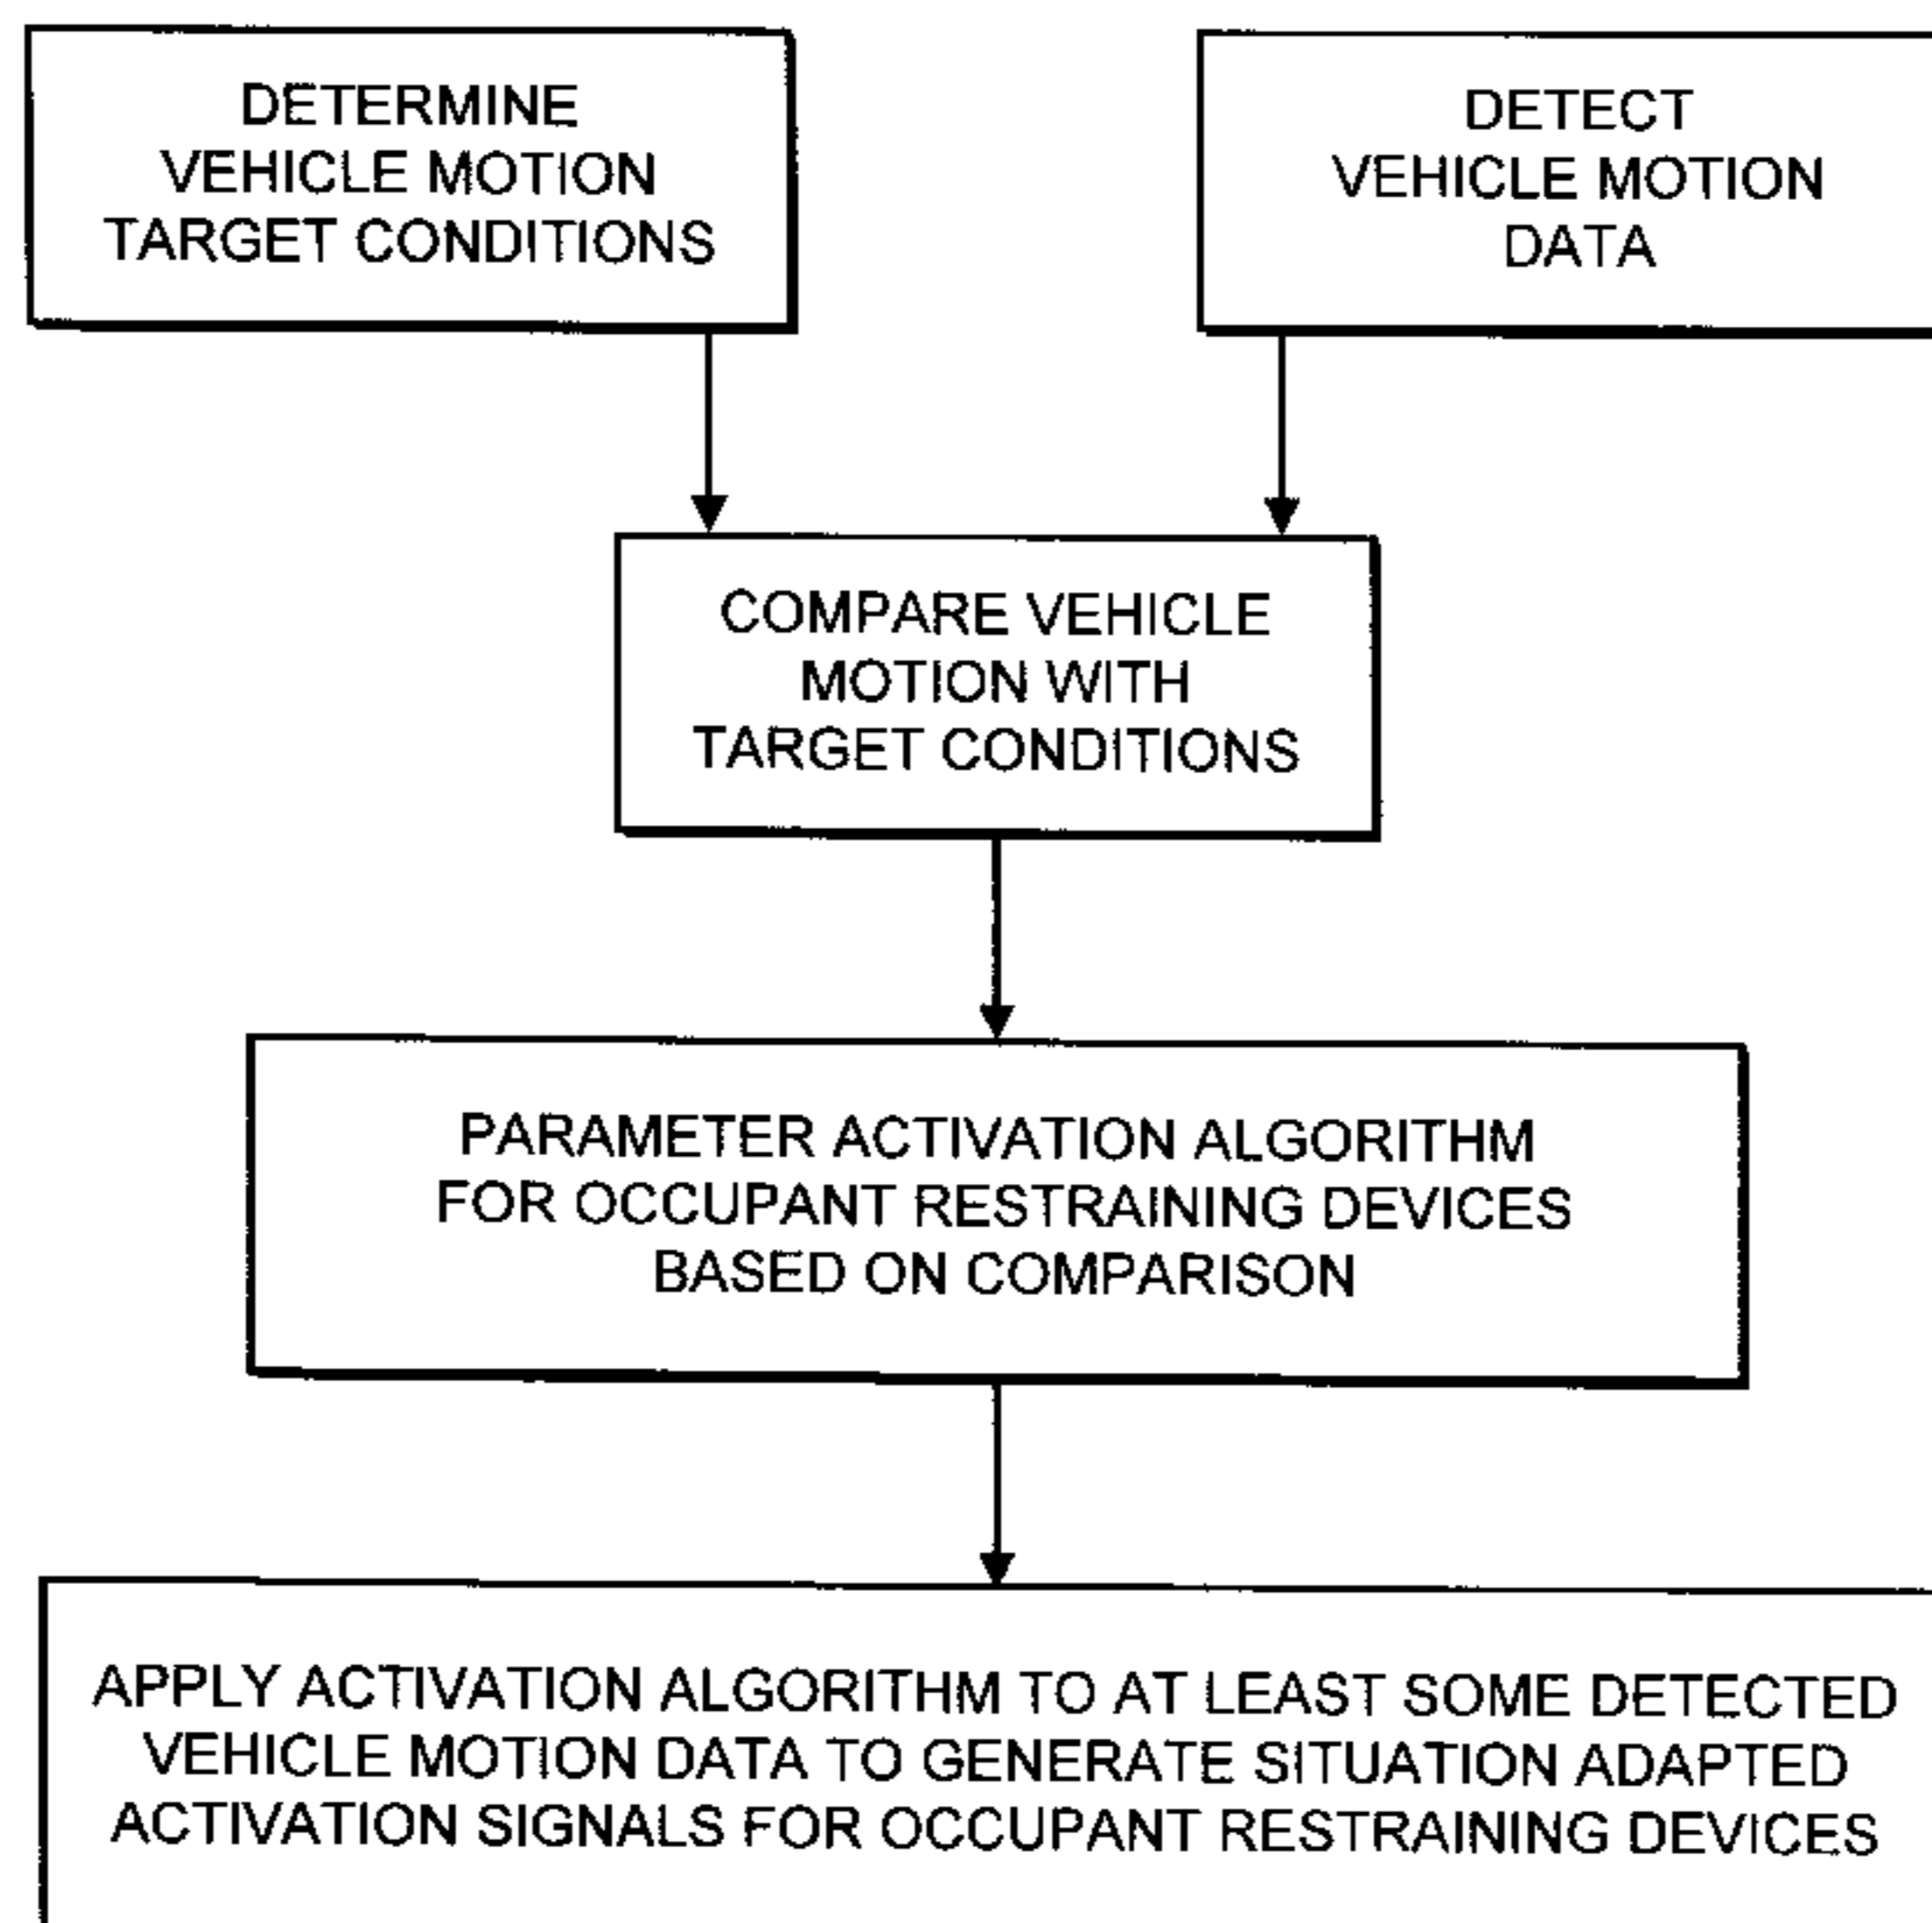 DETERMINE
VEHICLE MOTION
TARGET CONDITIONS
DETECT
VEHICLE MOTION
DATA
COMPARE VEHICLE
MOTION WITH
TARGET CONDITIONS
PARAMETER ACTIVATION ALGORITHM
FOR OCCUPANT RESTRAINING DEVICES
BASED ON COMPARISON
APPLY ACTIVATION ALGORITHM TO AT LEAST SOME DETECTED
VEHICLE MOTION DATA TO GENERATE SITUATION ADAPTED
ACTIVATION SIGNALS FOR OCCUPANT RESTRAINING DEVICES